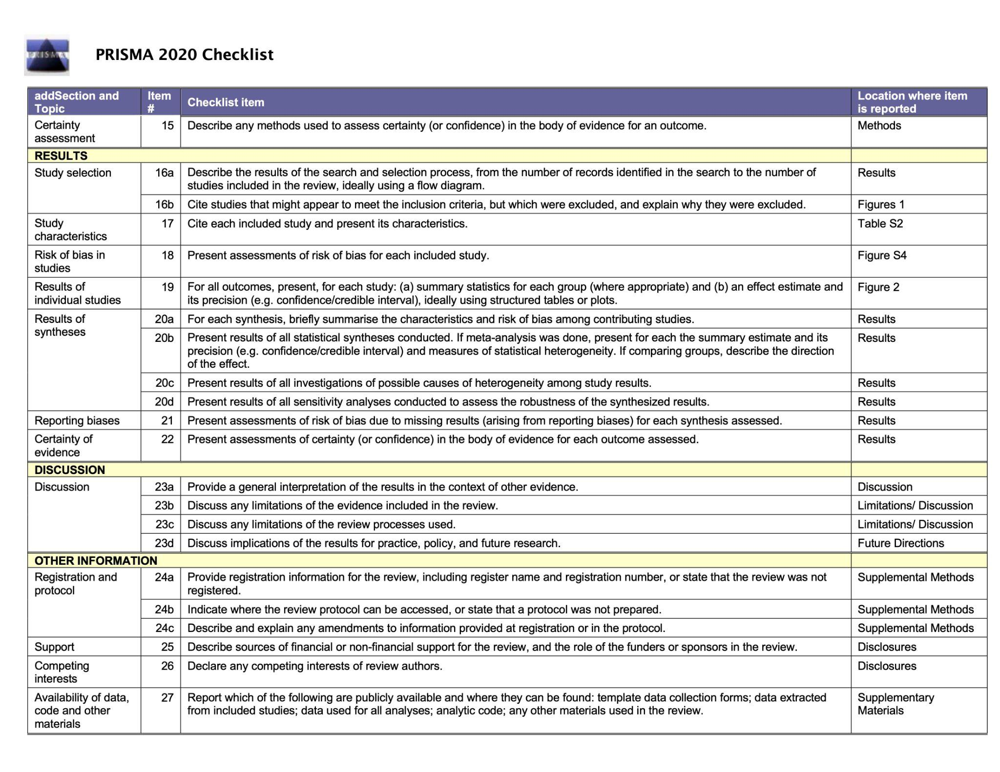 PRISMA
PRISMA 2020 Checklist
addSection and
Topic
Item
#
Checklist item
Location where item
is reported
Certainty
assessment
15
Describe any methods used to assess certainty (or confidence) in the body of evidence for an outcome.
Methods
RESULTS
Study selection
16a
Describe the results of the search and selection process, from the number of records identified in the search to the number of
studies included in the review, ideally using a flow diagram.
Results
16b
Cite studies that might appear to meet the inclusion criteria, but which were excluded, and explain why they were excluded.
Figures 1
Study
characteristics
17
Cite each included study and present its characteristics.
Table S2
Risk of bias in
studies
18
Present assessments of risk of bias for each included study.
Figure S4
Results of
individual studies
19
For all outcomes, present, for each study: (a) summary statistics for each group (where appropriate) and (b) an effect estimate and
its precision (e.g. confidence/credible interval), ideally using structured tables or plots.
Figure 2
Results of
syntheses
20a
For each synthesis, briefly summarise the characteristics and risk of bias among contributing studies.
Results
20b
Present results of all statistical syntheses conducted. If meta-analysis was done, present for each the summary estimate and its
precision (e.g. confidence/credible interval) and measures of statistical heterogeneity. If comparing groups, describe the direction
of the effect.
Results
20c
Present results of all investigations of possible causes of heterogeneity among study results.
Results
20d
Present results of all sensitivity analyses conducted to assess the robustness of the synthesized results.
Results
Reporting biases
21
Present assessments of risk of bias due to missing results (arising from reporting biases) for each synthesis assessed.
Results
Certainty of
evidence
22
Present assessments of certainty (or confidence) in the body of evidence for each outcome assessed.
Results
DISCUSSION
Discussion
23a
Provide a general interpretation of the results in the context of other evidence.
Discussion
23b
Discuss any limitations of the evidence included in the review.
Limitations/ Discussion
23c
Discuss any limitations of the review processes used.
Limitations/ Discussion
23d
Discuss implications of the results for practice, policy, and future research.
Future Directions
OTHER INFORMATION
Registration and
protocol
24a
Provide registration information for the review, including register name and registration number, or state that the review was not
registered.
Supplemental Methods
24b
Indicate where the review protocol can be accessed, or state that a protocol was not prepared.
Supplemental Methods
24c
Describe and explain any amendments to information provided at registration or in the protocol.
Supplemental Methods
Support
25
Describe sources of financial or non-financial support for the review, and the role of the funders or sponsors in the review.
Disclosures
Competing
interests
26
Declare any competing interests of review authors.
Disclosures
Availability of data,
code and other
materials
27
Report which of the following are publicly available and where they can be found: template data collection forms; data extracted
from included studies; data used for all analyses; analytic code; any other materials used in the review.
Supplementary
Materials